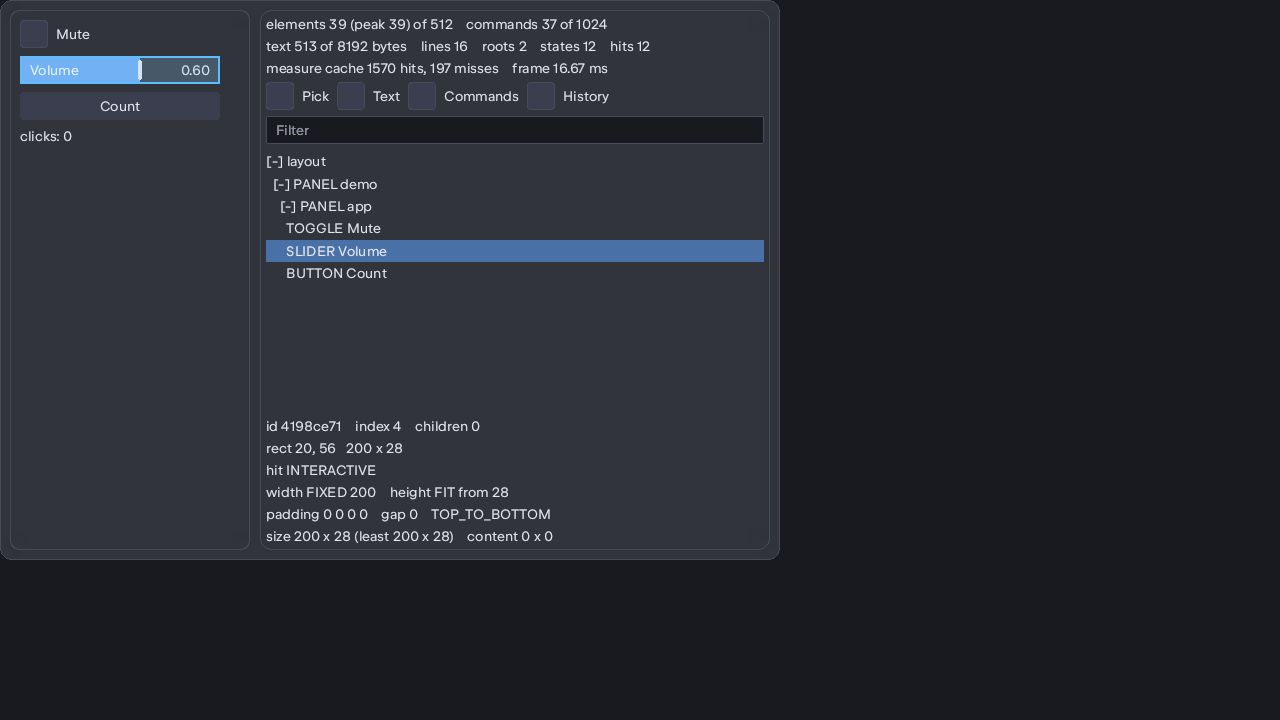 Mute
Volume 0.60
Count
clicks: 0
elements 39 (peak 39) of 512 commands 37 of 1024
text 513 of 8192 bytes lines 16 roots 2 states 12 hits 12
measure cache 1570 hits, 197 misses frame 16.67 ms
Pick Text Commands History
Filter
[-] layout
[-] PANEL demo
[-] PANEL app
TOGGLE Mute
SLIDER Volume
BUTTON Count
id 4198ce71 index 4 children 0
rect 20, 56 200 x 28
hit INTERACTIVE
width FIXED 200 height FIT from 28
padding 0 0 0 0 gap 0 TOP_TO_BOTTOM
size 200 x 28 (least 200 x 28) content 0 x 0